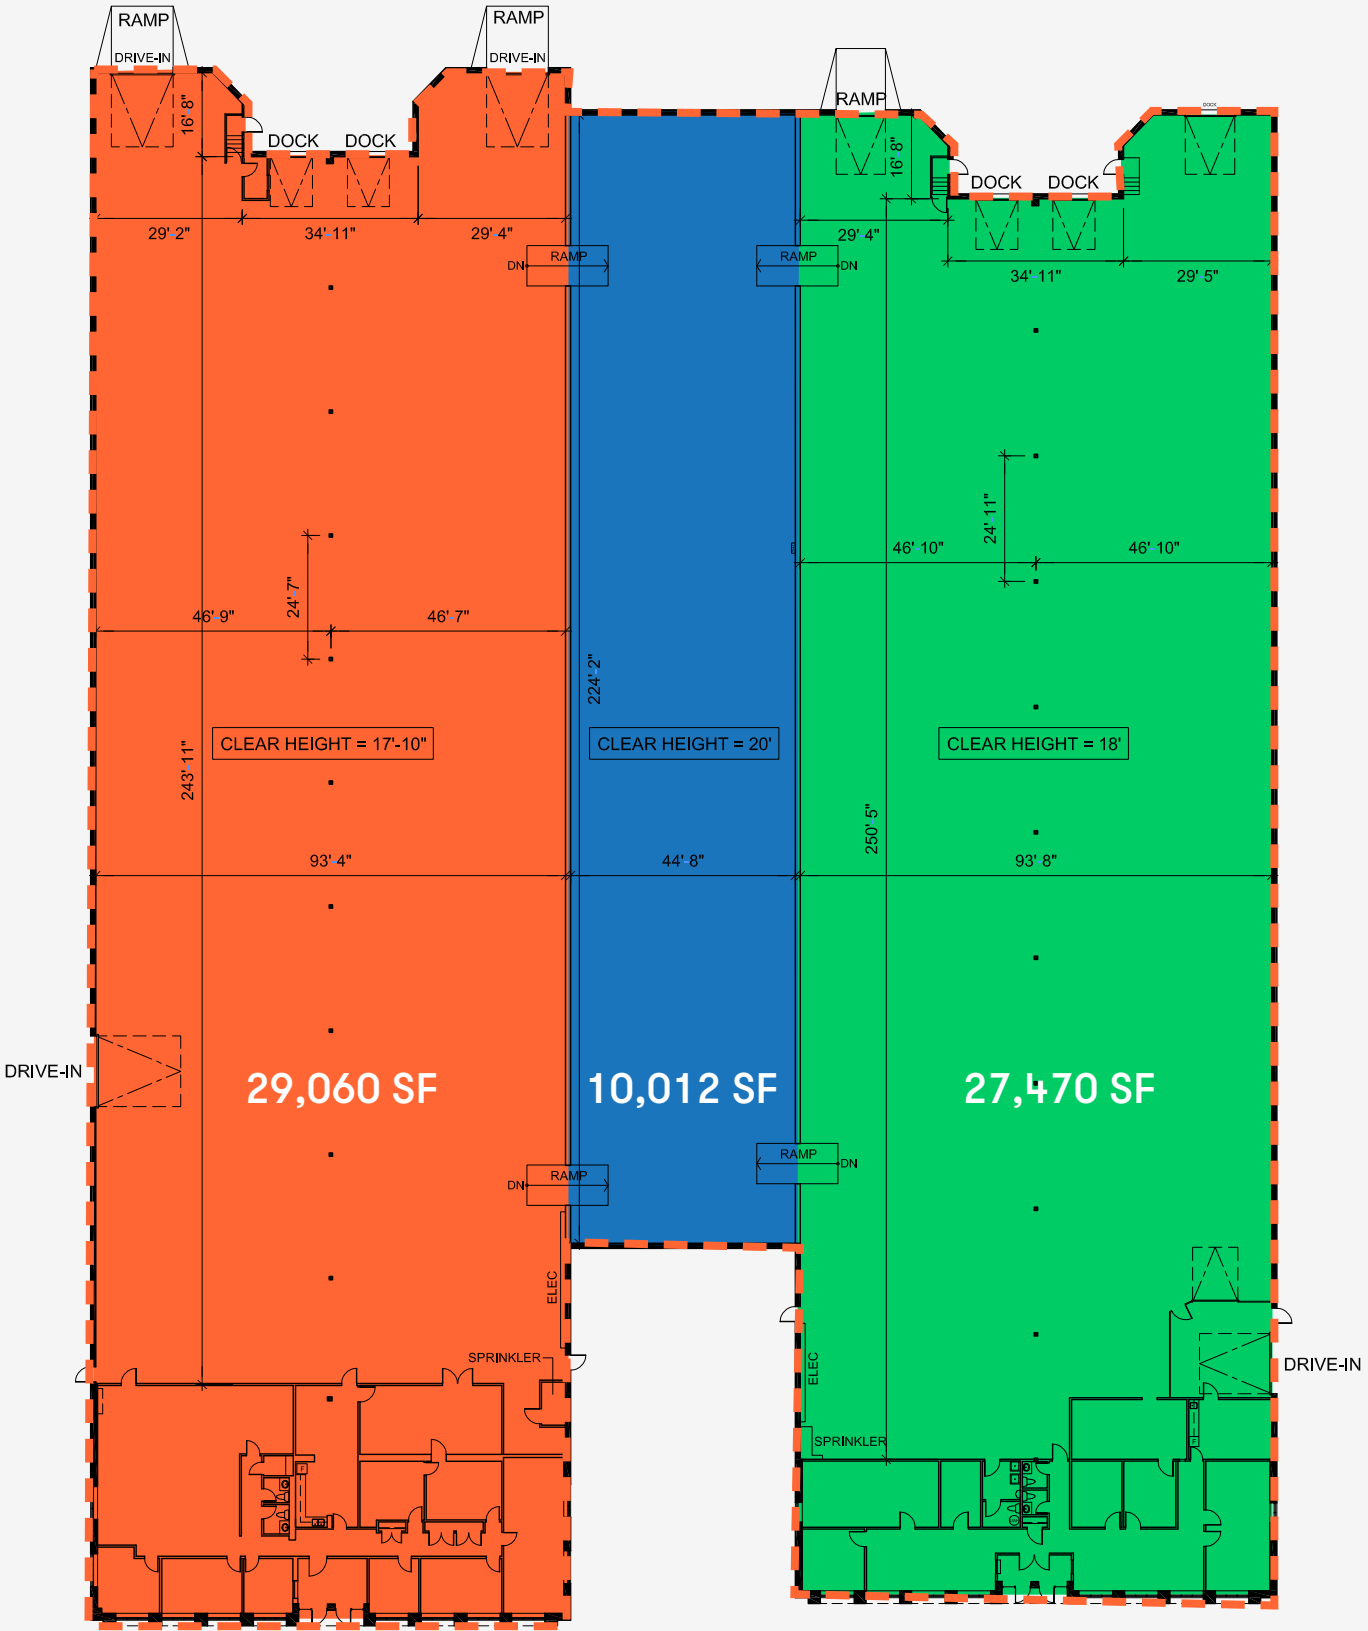 RAMP
RAMP
DRIVE-IN
DRIVE-IN
RAMP
DOCK
16'-8"
DOCK
DOCK
16' 8"
DOCK
DOCK
29'-2"
34'-11"
29'-4"
29' 4"
RAMP
DN
RAMP
DN
34'-11"
29'-5"
24' 11"
46'-10"
46'-10"
24'-7"
46'-9"
46'-7"
224'-2"
CLEAR HEIGHT = 17'-10"
CLEAR HEIGHT = 20'
CLEAR HEIGHT = 18'
243'-11"
250' 5"
93'-4"
44'-8"
93'-8"
DRIVE-IN
29,060 SF
10,012 SF
27,470 SF
RAMP
DN
RAMP
DN
ELEC
SPRINKLER
ELEC
DRIVE-IN
SPRINKLER
F
F